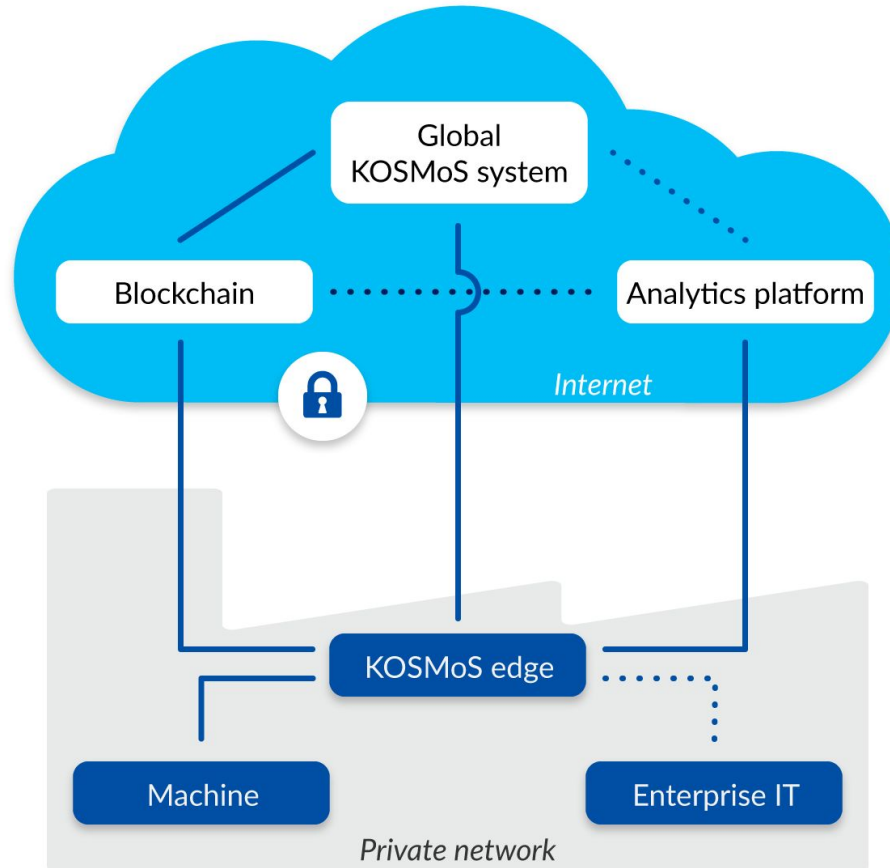 Global
KOSMoS system
Blockchain
Analytics platform
Internet
KOSMoS edge
Machine
Enterprise IT
Private network